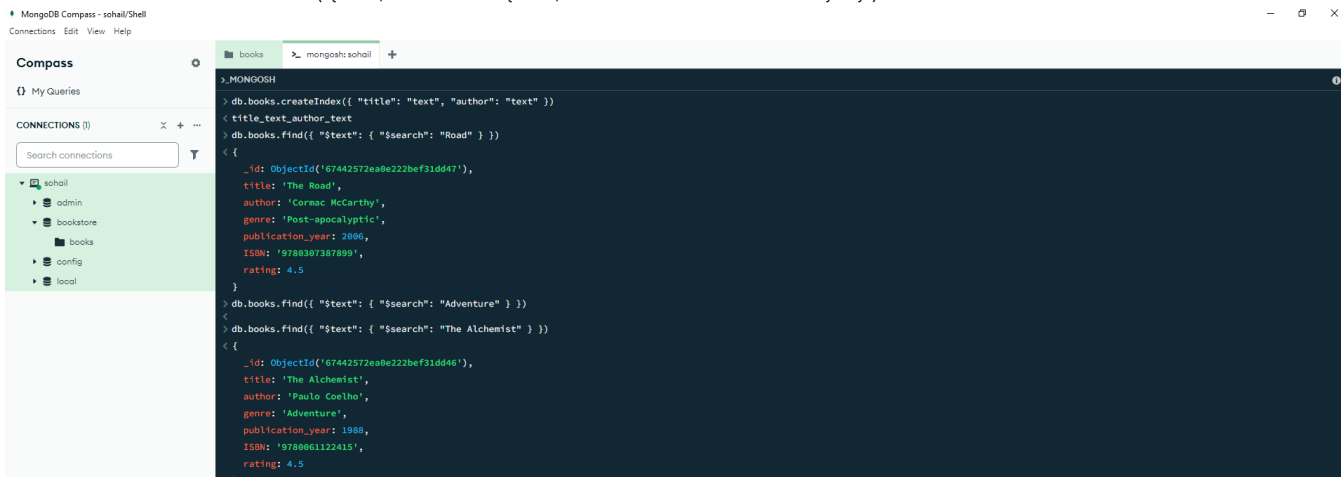 MongoDB Compass - sohail/Shell
Connections Edit View Help
Compass
{} My Queries
CONNECTIONS (1)
Search connections
sohail
admin
bookstore
books
config
local
books
>_ mongosh: sohail +
>_MONGOSH
> db.books.createIndex({ "title": "text", "author": "text" })
< title_text_author_text
> db.books.find({ "$text": { "$search": "Road" } })
< {
_id: ObjectId('67442572ea0e222bef31dd47'),
title: 'The Road',
author: 'Cormac McCarthy',
genre: 'Post-apocalyptic',
publication_year: 2006,
ISBN: '9780307387899',
rating: 4.5
}
> db.books.find({ "$text": { "$search": "Adventure" } })
<
> db.books.find({ "$text": { "$search": "The Alchemist" } })
< {
_id: ObjectId('67442572ea0e222bef31dd46'),
title: 'The Alchemist',
author: 'Paulo Coelho',
genre: 'Adventure',
publication_year: 1988,
ISBN: '9780061122415',
rating: 4.5